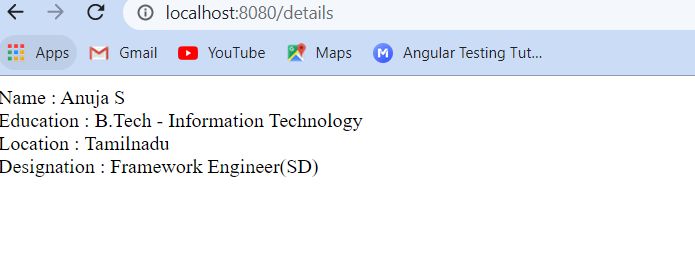 localhost:8080/details
Apps Gmail YouTube Maps Angular Testing Tut...
Name : Anuja S
Education : B.Tech - Information Technology
Location : Tamilnadu
Designation : Framework Engineer(SD)